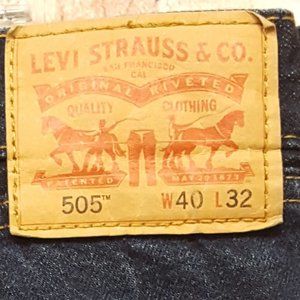 LEVI STRAUSS & CO.
SAN FRANCISCO
CAL
ORIGINAL RIVETED
QUALITY CLOTHING
PATENTED MAY 20 1873
505™ W40 L32